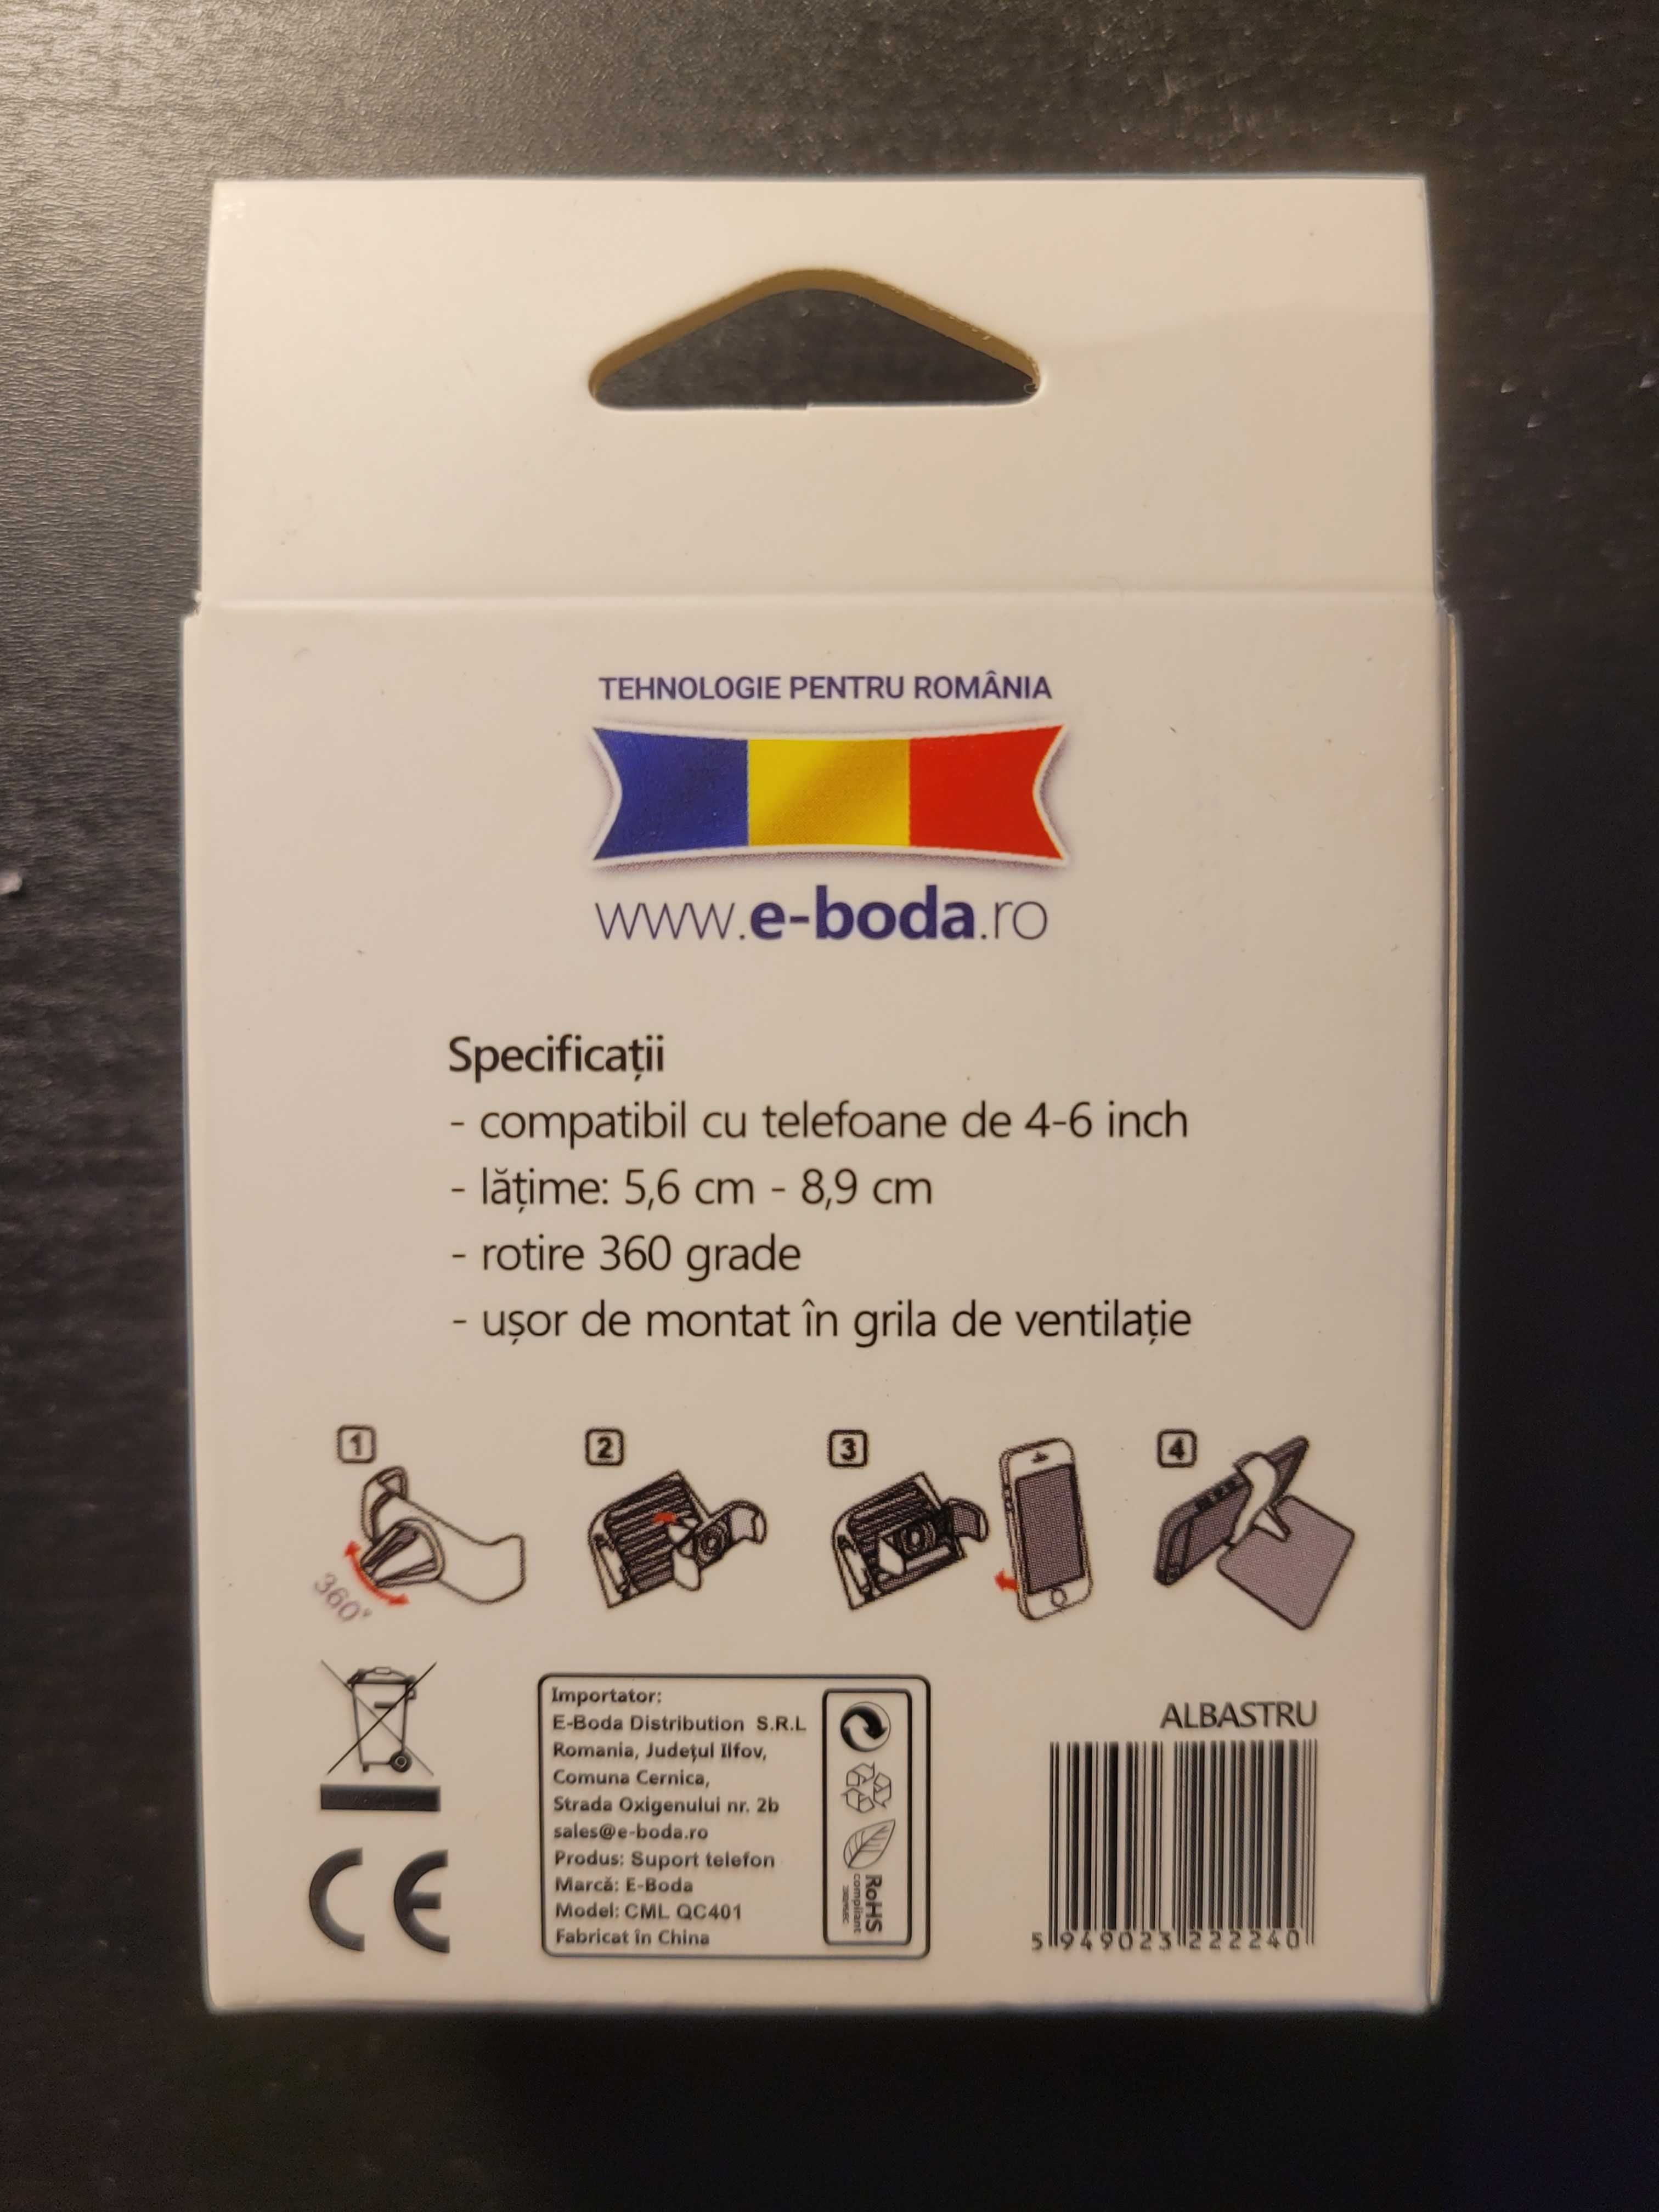 TEHNOLOGIE PENTRU ROMÂNIA
www.e-boda.ro
Specificații
- compatibil cu telefoane de 4-6 inch
- lățime: 5,6 cm - 8,9 cm
- rotire 360 grade
- ușor de montat în grila de ventilație
1
2
3
4
360°
Importator:
E-Boda Distribution S.R.L
Romania, Județul Ilfov,
Comuna Cernica,
Strada Oxigenului nr. 2b
sales@e-boda.ro
Produs: Suport telefon
Marcă: E-Boda
Model: CML QC401
Fabricat în China
RoHS
compliant
CE
ALBASTRU
5 949023 222240